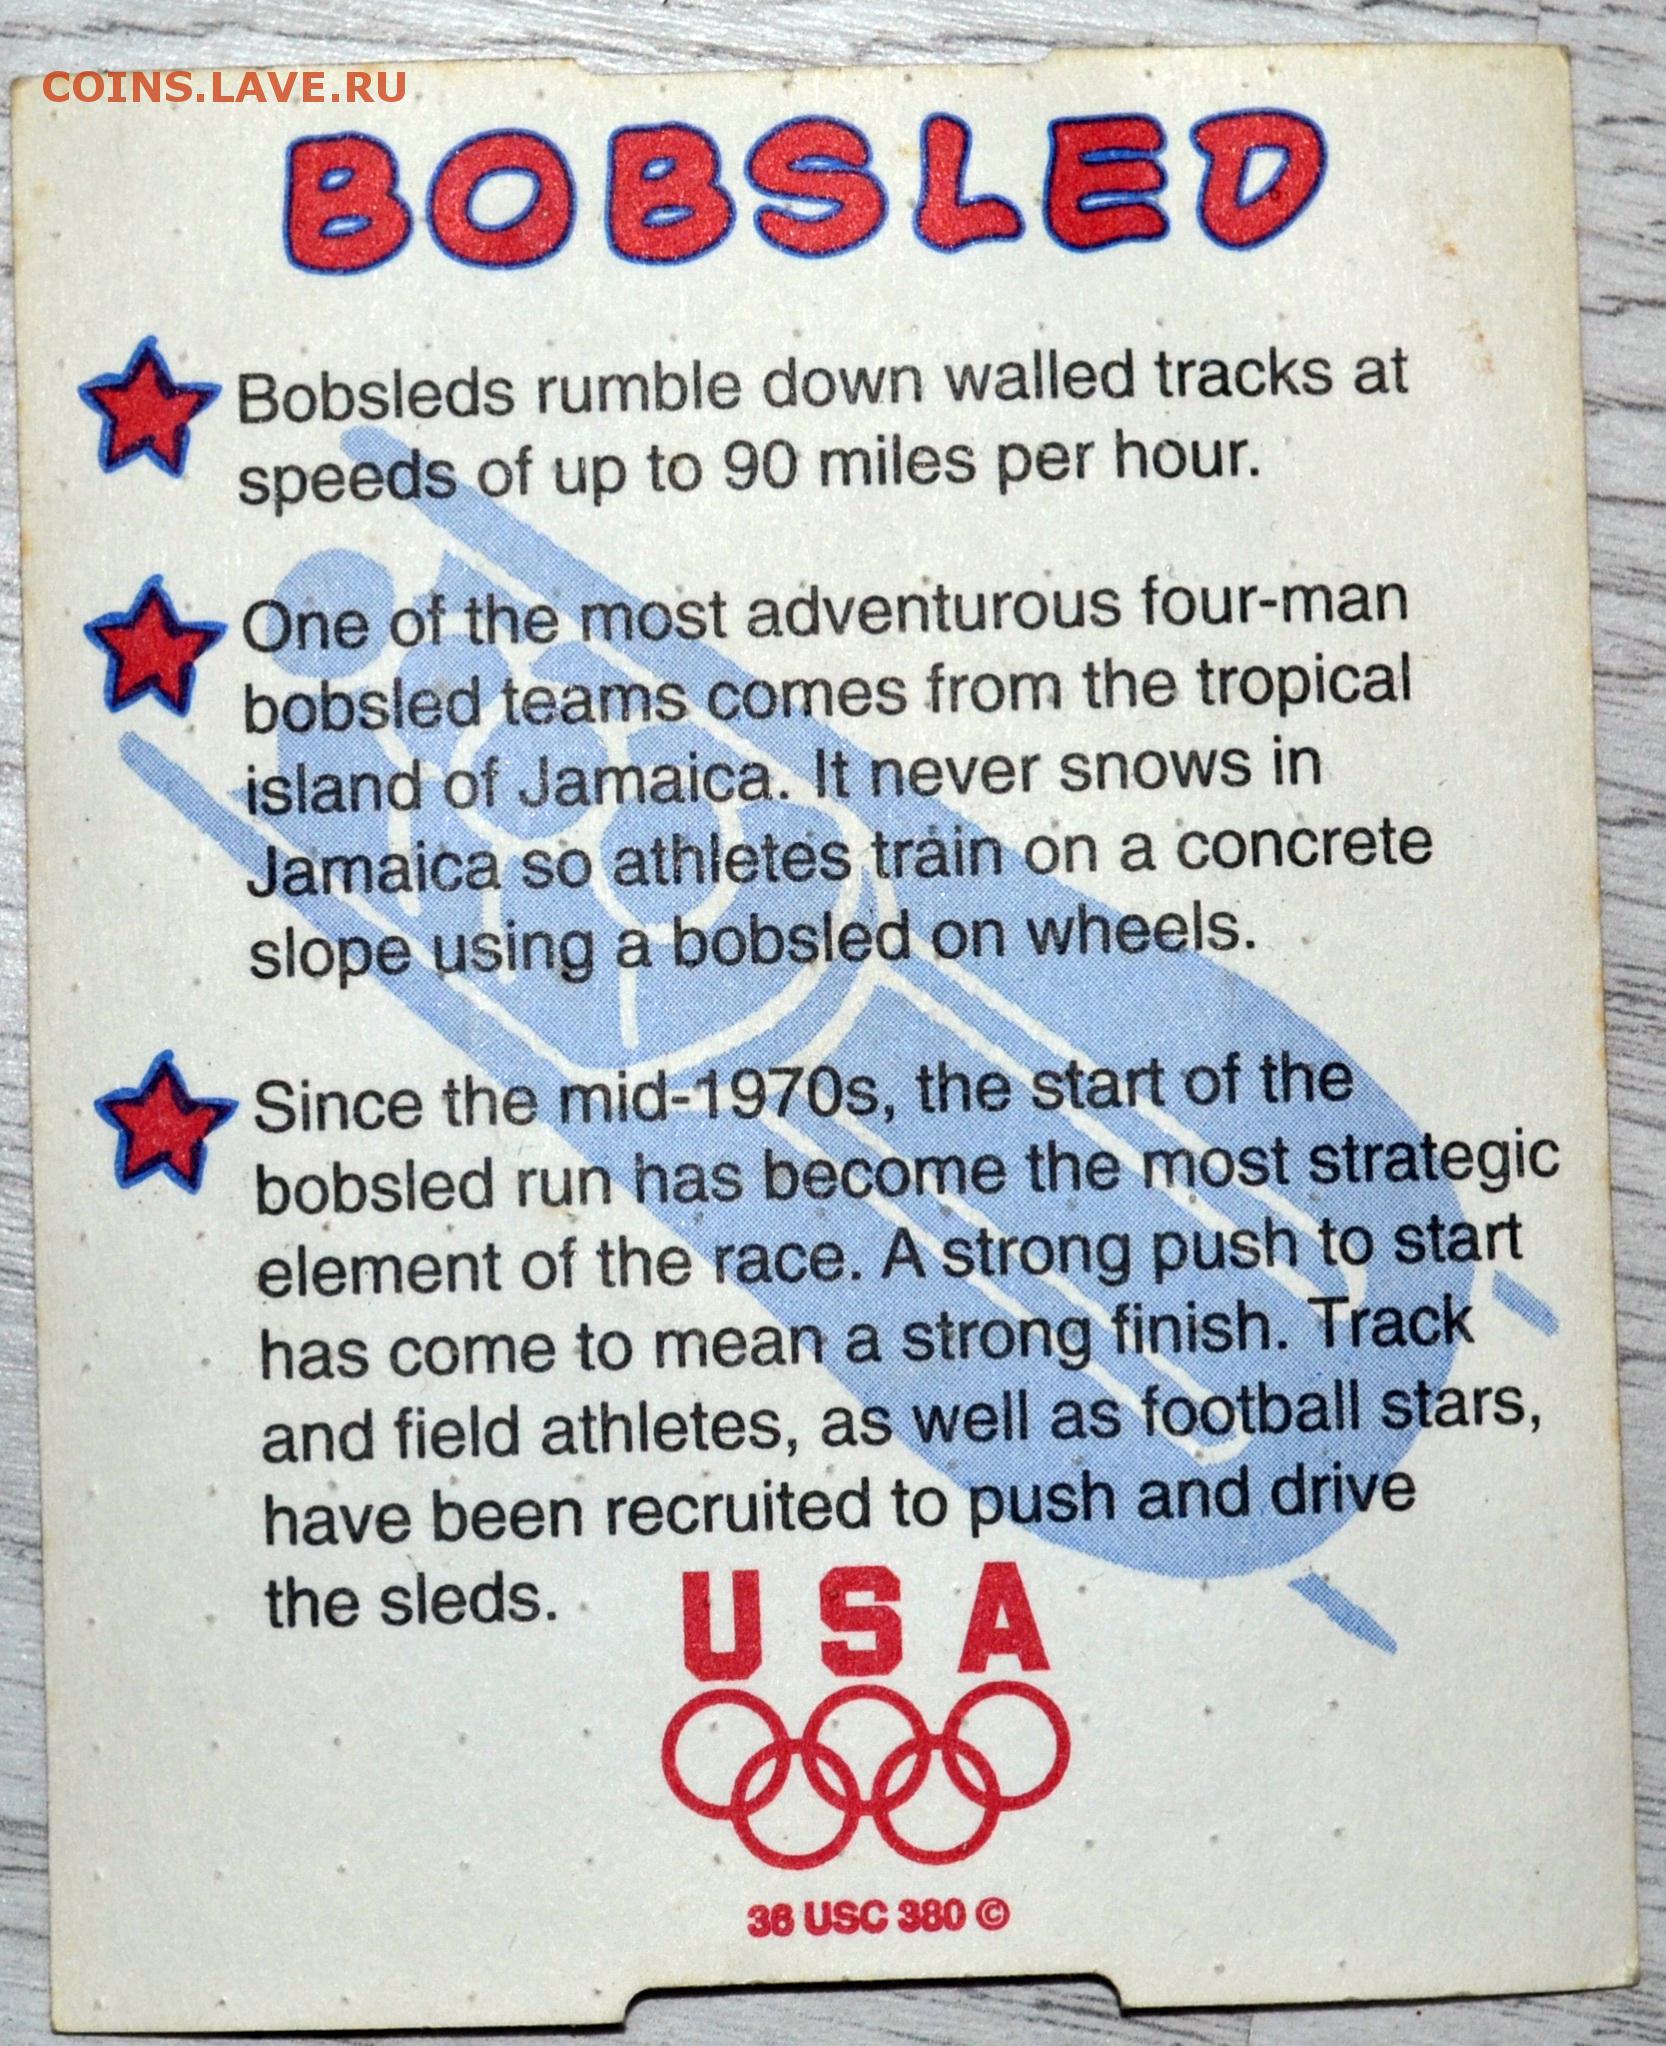 COINS.LAVE.RU
BOBSLED
Bobsleds rumble down walled tracks at
speeds of up to 90 miles per hour.
One of the most adventurous four-man
bobsled teams comes from the tropical
island of Jamaica. It never snows in
Jamaica so athletes train on a concrete
slope using a bobsled on wheels.
Since the mid-1970s, the start of the
bobsled run has become the most strategic
element of the race. A strong push to start
has come to mean a strong finish. Track
and field athletes, as well as football stars,
have been recruited to push and drive
the sleds.
USA
36 USC 380 ©